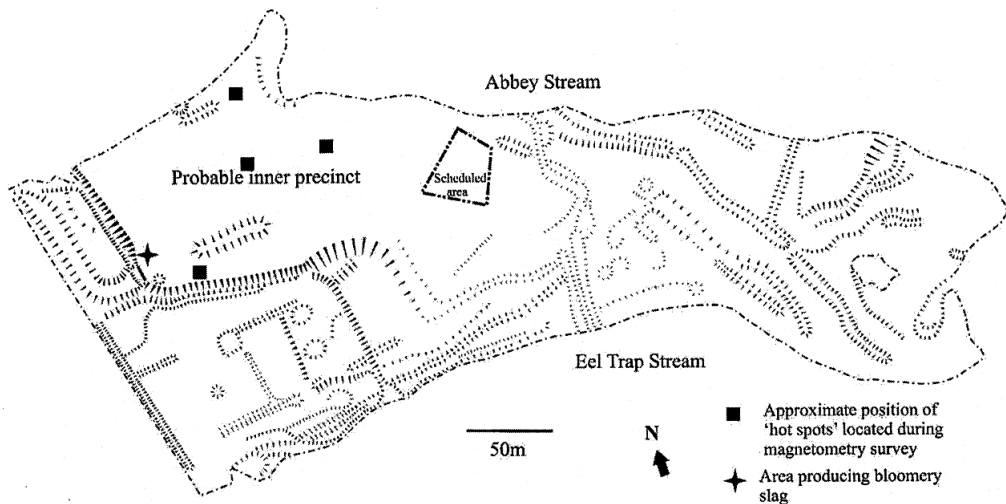 Abbey Stream
Probable inner precinct
Scheduled
area
Eel Trap Stream
50m
N
Approximate position of
‘hot spots’ located during
magnetometry survey
Area producing bloomery
slag